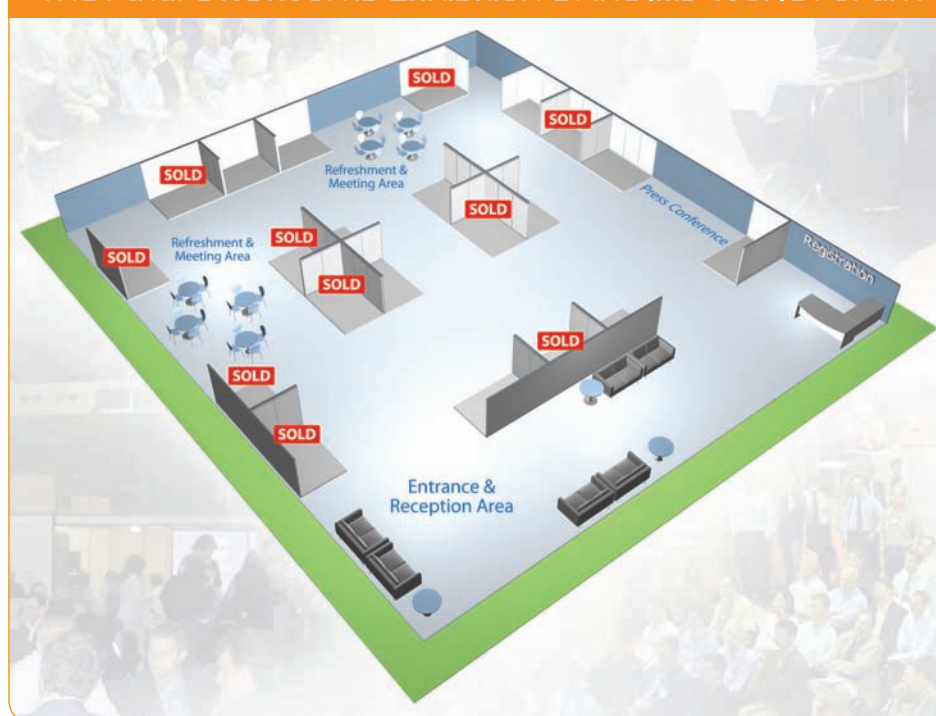 SOLD
SOLD
SOLD
Refreshment &
Meeting Area
Press Conference
SOLD
Refreshment &
Meeting Area
SOLD
SOLD
Registration
SOLD
SOLD
SOLD
SOLD
Entrance &
Reception Area